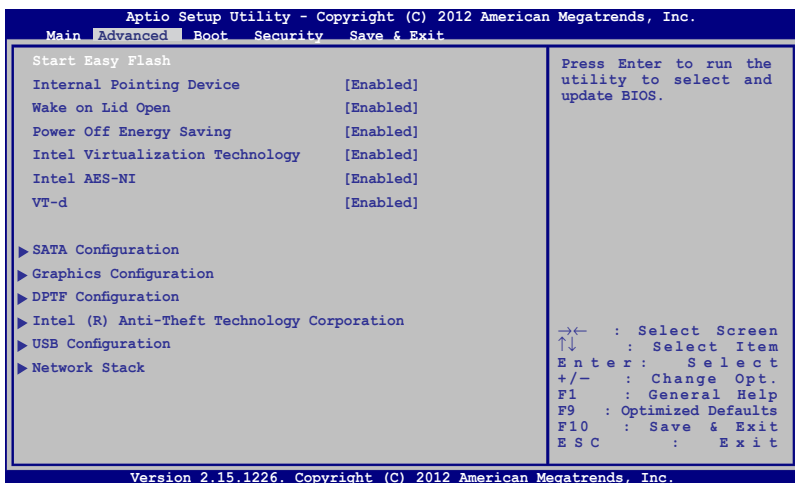 Aptio Setup Utility - Copyright (C) 2012 American Megatrends, Inc.
Main Advanced Boot Security Save & Exit
Start Easy Flash
Internal Pointing Device [Enabled]
Wake on Lid Open [Enabled]
Power Off Energy Saving [Enabled]
Intel Virtualization Technology [Enabled]
Intel AES-NI [Enabled]
VT-d [Enabled]
▶ SATA Configuration
▶ Graphics Configuration
▶ DPTF Configuration
▶ Intel (R) Anti-Theft Technology Corporation
▶ USB Configuration
▶ Network Stack
Press Enter to run the
utility to select and
update BIOS.
→← : Select Screen
↑↓ : Select Item
Enter: Select
+/— : Change Opt.
F1 : General Help
F9 : Optimized Defaults
F10 : Save & Exit
ESC : Exit
Version 2.15.1226. Copyright (C) 2012 American Megatrends, Inc.